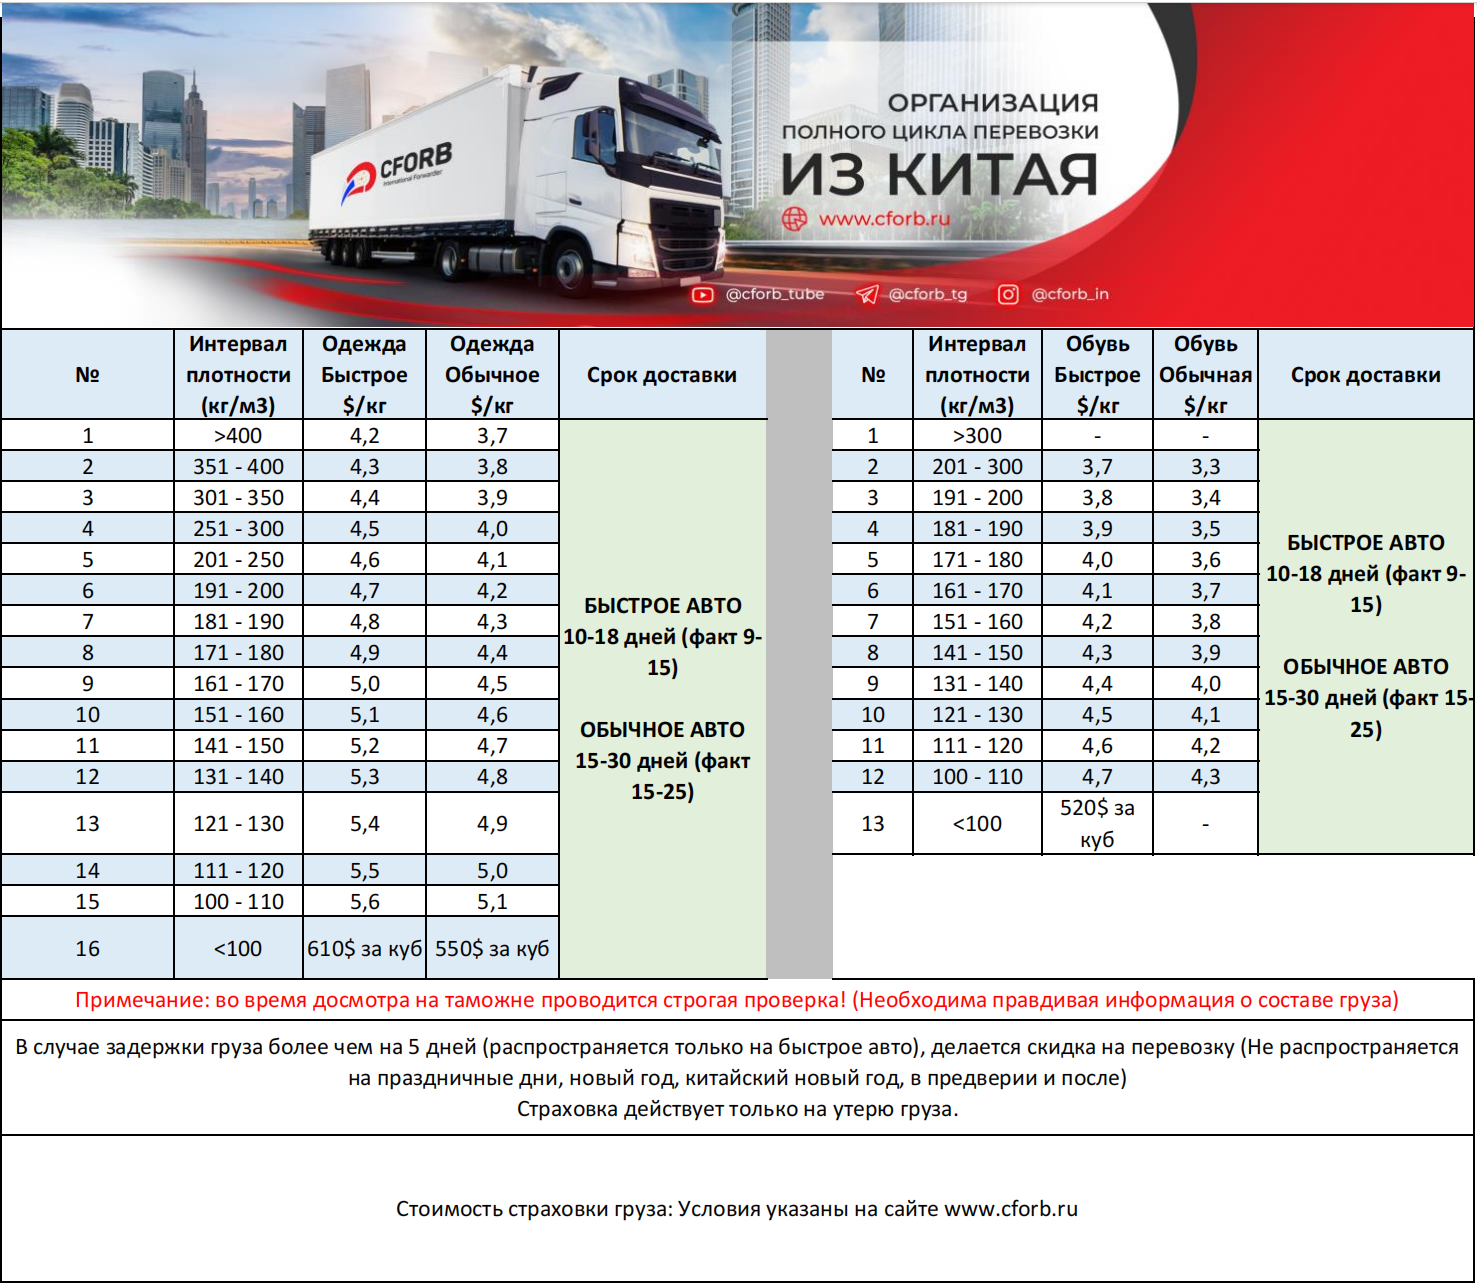 CFORB
International Forwarder
ОРГАНИЗАЦИЯ
ПОЛНОГО ЦИКЛА ПЕРЕВОЗКИ
ИЗ КИТАЯ
www.cforb.ru
@cforb_tube @cforb_tg @cforb_in
№ Интервал плотности (кг/м3) Одежда Быстрое $/кг Одежда Обычное $/кг Срок доставки
1 >400 4,2 3,7
2 351 - 400 4,3 3,8
3 301 - 350 4,4 3,9
4 251 - 300 4,5 4,0
5 201 - 250 4,6 4,1
6 191 - 200 4,7 4,2
7 181 - 190 4,8 4,3
8 171 - 180 4,9 4,4
9 161 - 170 5,0 4,5
10 151 - 160 5,1 4,6
11 141 - 150 5,2 4,7
12 131 - 140 5,3 4,8
13 121 - 130 5,4 4,9
14 111 - 120 5,5 5,0
15 100 - 110 5,6 5,1
16 <100 610$ за куб 550$ за куб
БЫСТРОЕ АВТО
10-18 дней (факт 9-
15)
ОБЫЧНОЕ АВТО
15-30 дней (факт
15-25)
№ Интервал плотности (кг/м3) Обувь Быстрое $/кг Обувь Обычная $/кг Срок доставки
1 >300 - -
2 201 - 300 3,7 3,3
3 191 - 200 3,8 3,4
4 181 - 190 3,9 3,5
5 171 - 180 4,0 3,6
6 161 - 170 4,1 3,7
7 151 - 160 4,2 3,8
8 141 - 150 4,3 3,9
9 131 - 140 4,4 4,0
10 121 - 130 4,5 4,1
11 111 - 120 4,6 4,2
12 100 - 110 4,7 4,3
13 <100 520$ за куб -
БЫСТРОЕ АВТО
10-18 дней (факт 9-
15)
ОБЫЧНОЕ АВТО
15-30 дней (факт 15-
25)
Примечание: во время досмотра на таможне проводится строгая проверка! (Необходима правдивая информация о составе груза)
В случае задержки груза более чем на 5 дней (распространяется только на быстрое авто), делается скидка на перевозку (Не распространяется
на праздничные дни, новый год, китайский новый год, в предверии и после)
Страховка действует только на утерю груза.
Стоимость страховки груза: Условия указаны на сайте www.cforb.ru